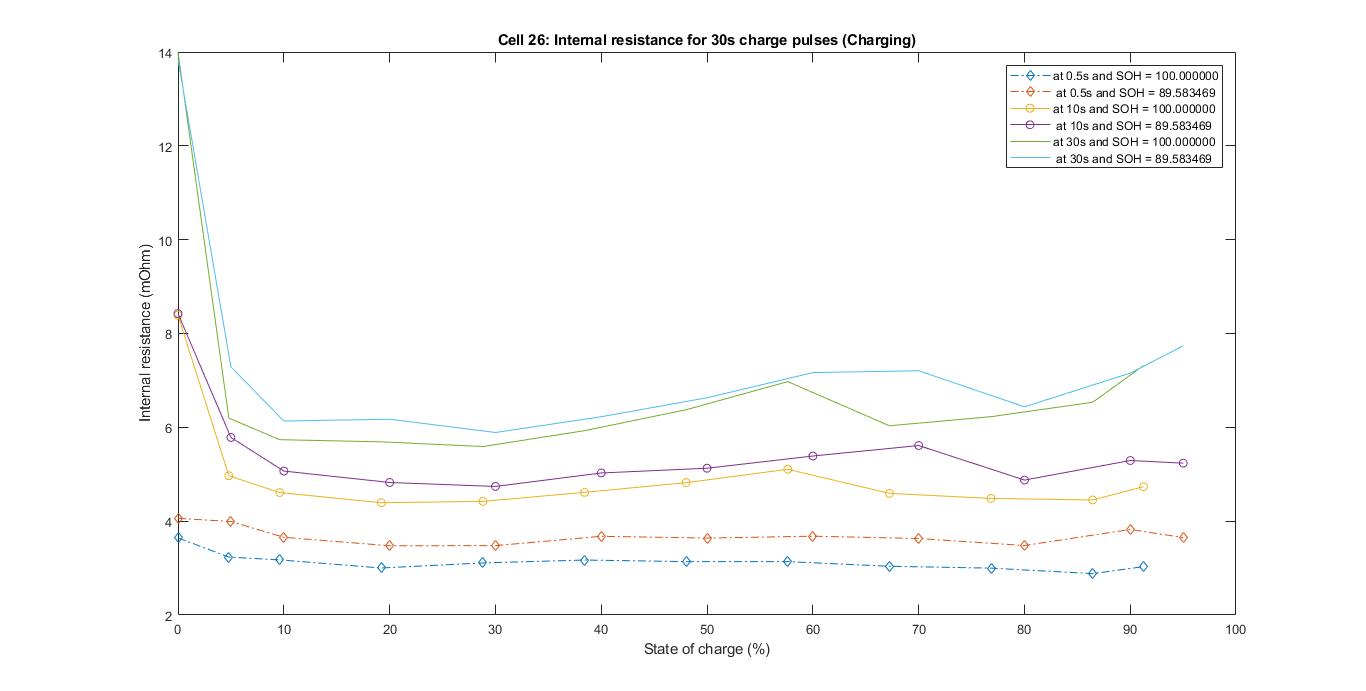 Cell 26: Internal resistance for 30s charge pulses (Charging)
at 0.5s and SOH = 100.000000
at 0.5s and SOH = 89.583469
at 10s and SOH = 100.000000
at 10s and SOH = 89.583469
at 30s and SOH = 100.000000
at 30s and SOH = 89.583469
Internal resistance (mOhm)
14
12
10
8
6
4
2
0 10 20 30 40 50 60 70 80 90 100
State of charge (%)